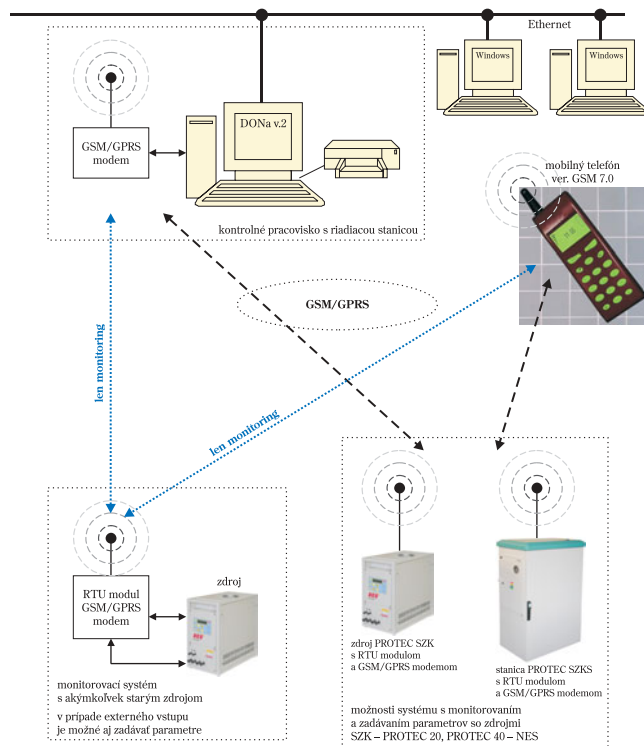 Ethernet
Windows
Windows
DONa v.2
GSM/GPRS
modem
kontrolné pracovisko s riadiacou stanicou
mobilný telefón
ver. GSM 7.0
GSM/GPRS
len monitoring
len monitoring
RTU modul
GSM/GPRS
modem
zdroj
monitorovací systém
s akýmkoľvek starým zdrojom
v prípade externého vstupu
je možné aj zadávať parametre
zdroj PROTEC SZK
s RTU modulom
a GSM/GPRS modemom
stanica PROTEC SZKS
s RTU modulom
a GSM/GPRS modemom
možnosti systému s monitorovaním
a zadávaním parametrov so zdrojmi
SZK – PROTEC 20, PROTEC 40 – NES